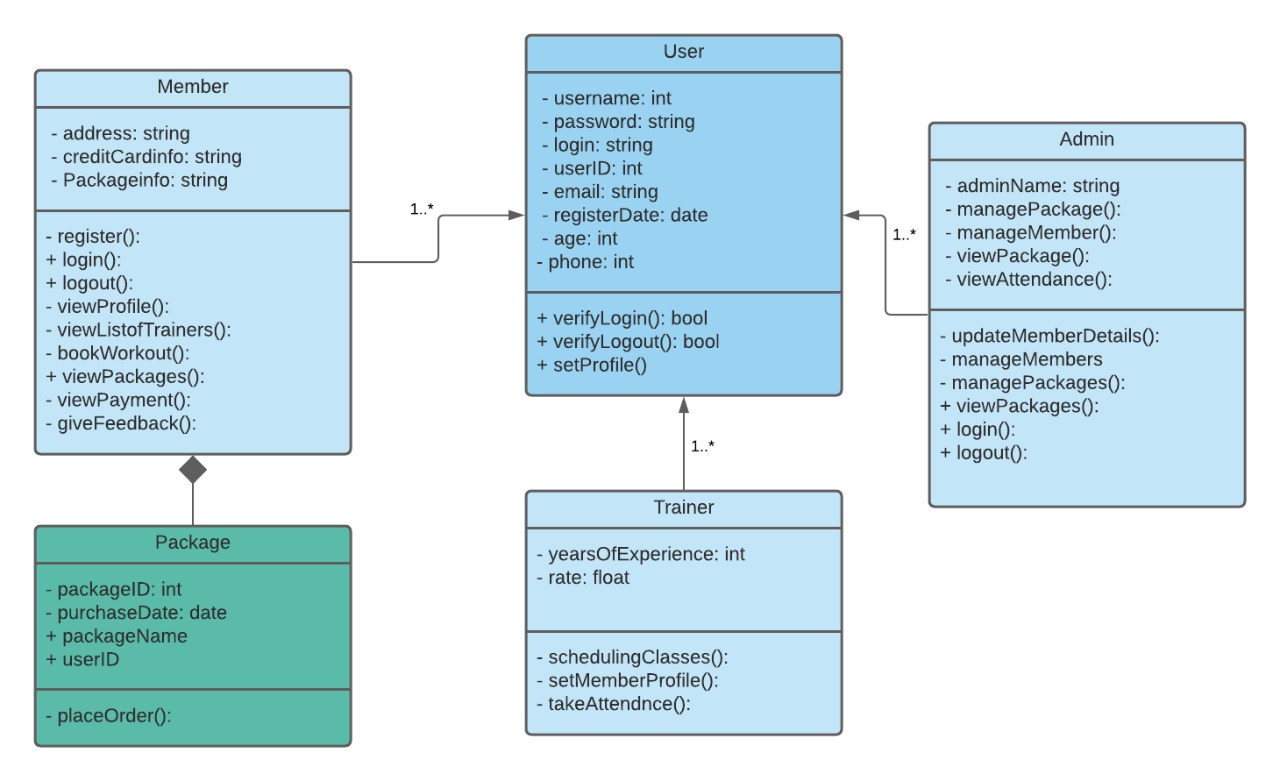 Member
- address: string
- creditCardinfo: string
- Packageinfo: string
- register():
+ login():
+ logout():
- viewProfile():
- viewListofTrainers():
- bookWorkout():
+ viewPackages():
- viewPayment():
- giveFeedback():
1..*
User
- username: int
- password: string
- login: string
- userID: int
- email: string
- registerDate: date
- age: int
- phone: int
+ verifyLogin(): bool
+ verifyLogout(): bool
+ setProfile()
1..*
Admin
- adminName: string
- managePackage():
- manageMember():
- viewPackage():
- viewAttendance():
- updateMemberDetails():
- manageMembers
- managePackages():
+ viewPackages():
+ login():
+ logout():
1..*
Package
- packageID: int
- purchaseDate: date
+ packageName
+ userID
- placeOrder():
Trainer
- yearsOfExperience: int
- rate: float
- schedulingClasses():
- setMemberProfile():
- takeAttendnce():